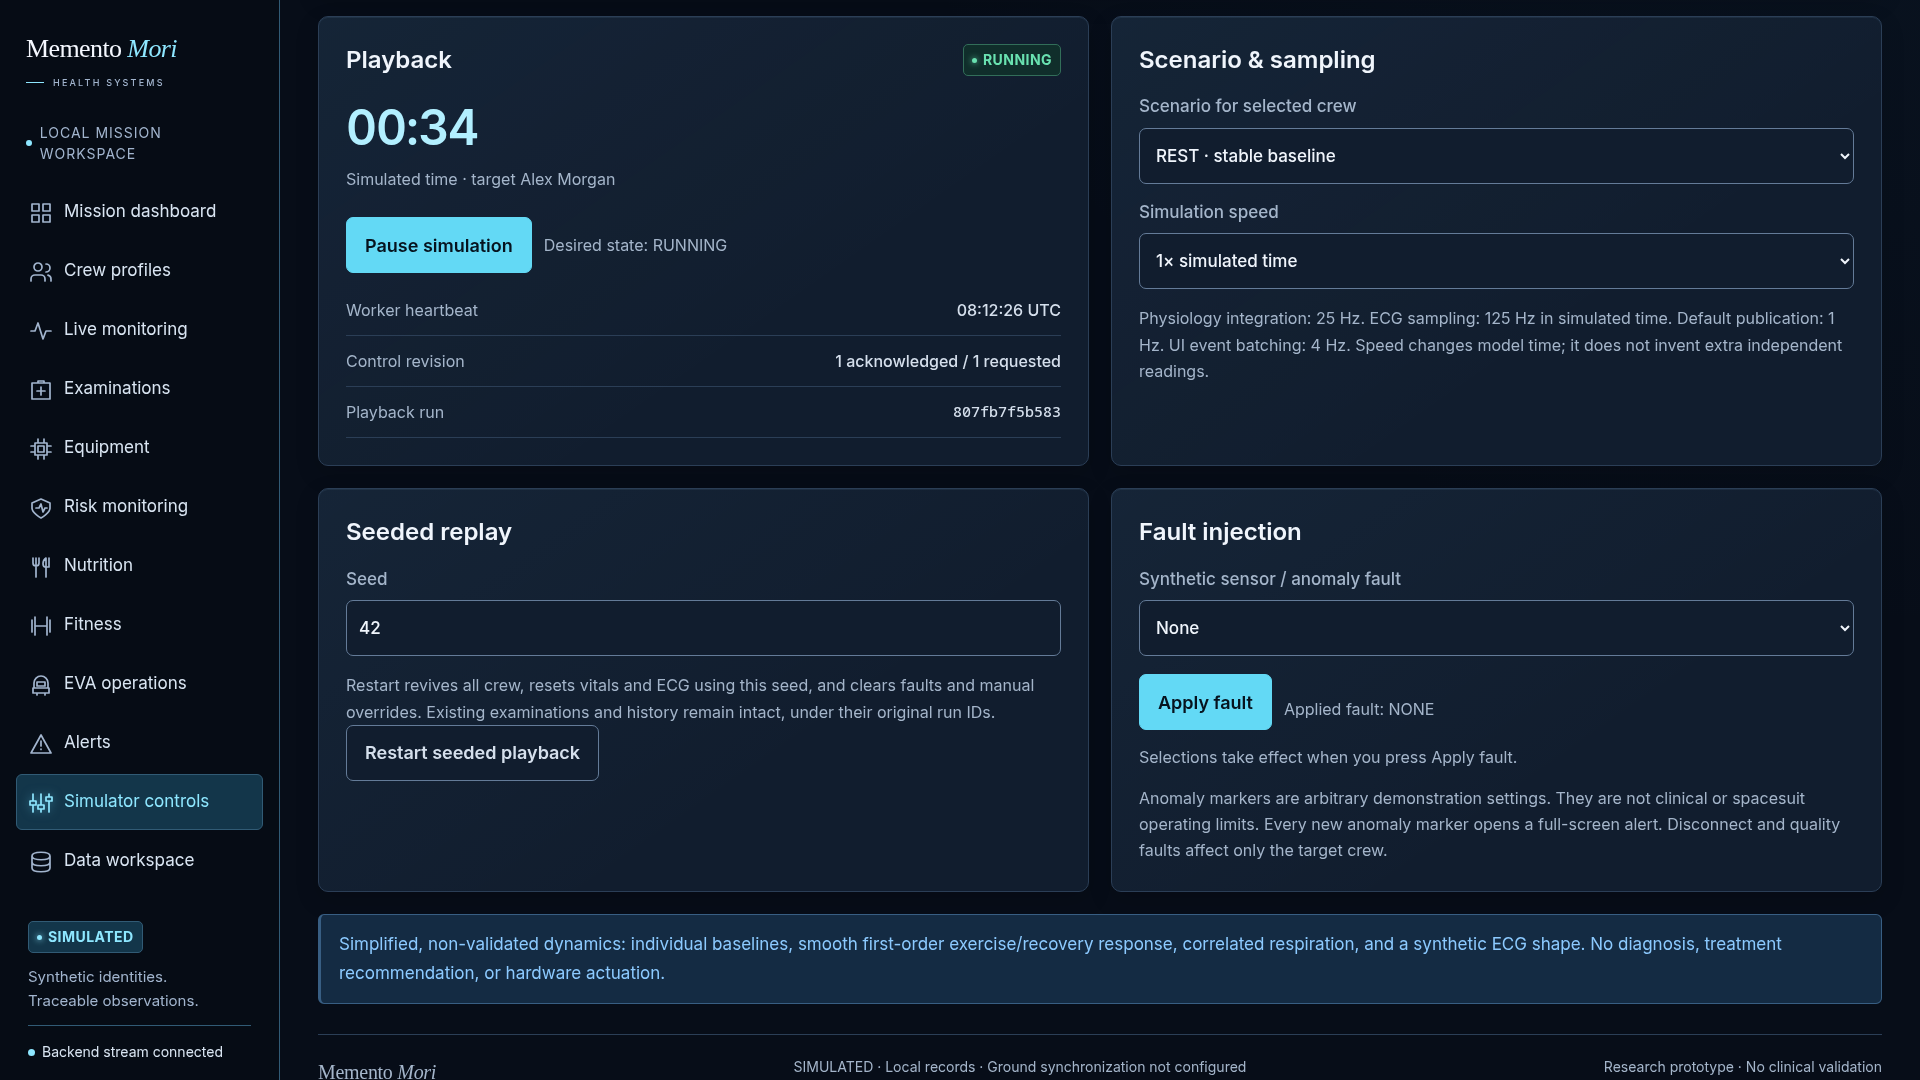 Memento Mori
HEALTH SYSTEMS
LOCAL MISSION
WORKSPACE
Mission dashboard
Crew profiles
Live monitoring
Examinations
Equipment
Risk monitoring
Nutrition
Fitness
EVA operations
Alerts
Simulator controls
Data workspace
SIMULATED
Synthetic identities.
Traceable observations.
Backend stream connected
Playback
RUNNING
00:34
Simulated time · target Alex Morgan
Pause simulation
Desired state: RUNNING
Worker heartbeat
08:12:26 UTC
Control revision
1 acknowledged / 1 requested
Playback run
807fb7f5b583
Scenario & sampling
Scenario for selected crew
REST · stable baseline
Simulation speed
1× simulated time
Physiology integration: 25 Hz. ECG sampling: 125 Hz in simulated time. Default publication: 1
Hz. UI event batching: 4 Hz. Speed changes model time; it does not invent extra independent
readings.
Seeded replay
Seed
42
Restart revives all crew, resets vitals and ECG using this seed, and clears faults and manual
overrides. Existing examinations and history remain intact, under their original run IDs.
Restart seeded playback
Fault injection
Synthetic sensor / anomaly fault
None
Apply fault
Applied fault: NONE
Selections take effect when you press Apply fault.
Anomaly markers are arbitrary demonstration settings. They are not clinical or spacesuit
operating limits. Every new anomaly marker opens a full-screen alert. Disconnect and quality
faults affect only the target crew.
Simplified, non-validated dynamics: individual baselines, smooth first-order exercise/recovery response, correlated respiration, and a synthetic ECG shape. No diagnosis, treatment
recommendation, or hardware actuation.
Memento Mori
SIMULATED · Local records · Ground synchronization not configured
Research prototype · No clinical validation